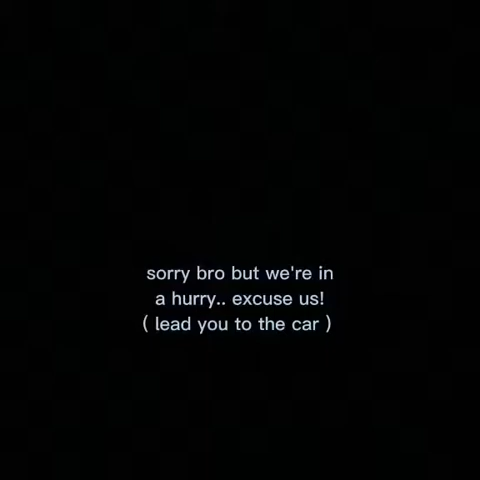 sorry bro but we're in
a hurry.. excuse us!
( lead you to the car )